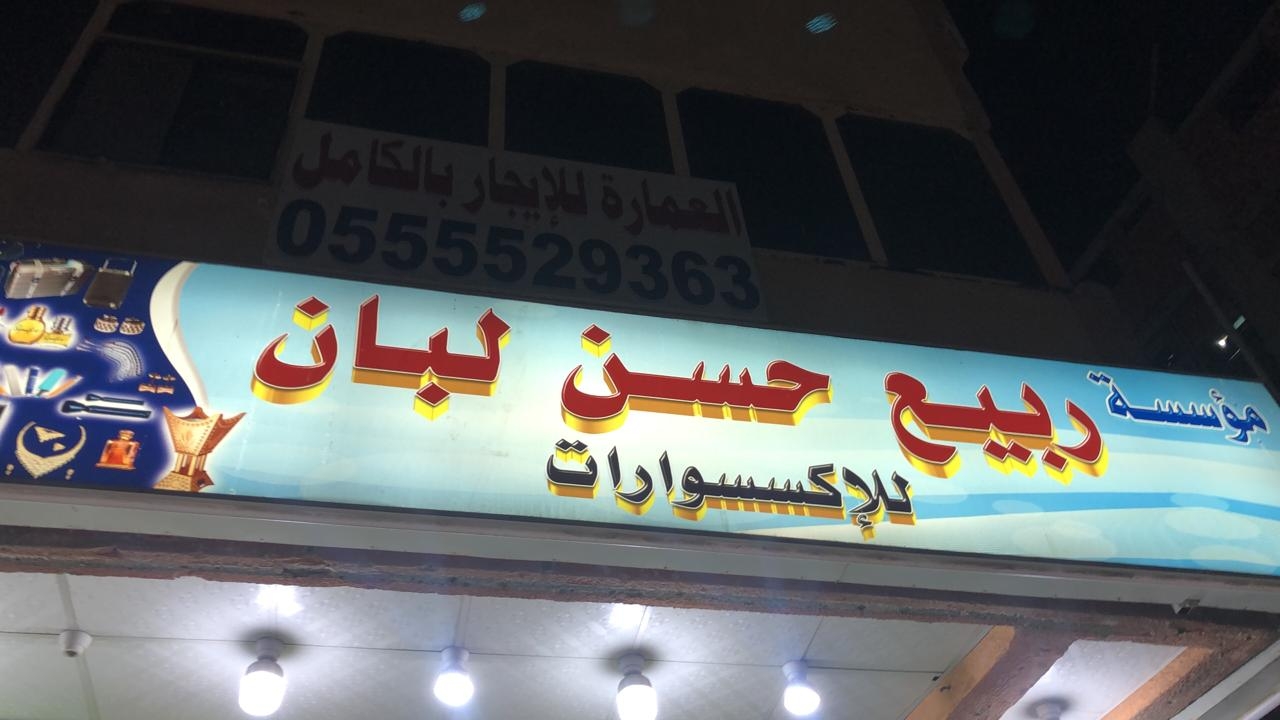 العمارة للإيجار بالكامل
0555529363
مؤسسة
ربيع حسن لبان
للإكسسوارات